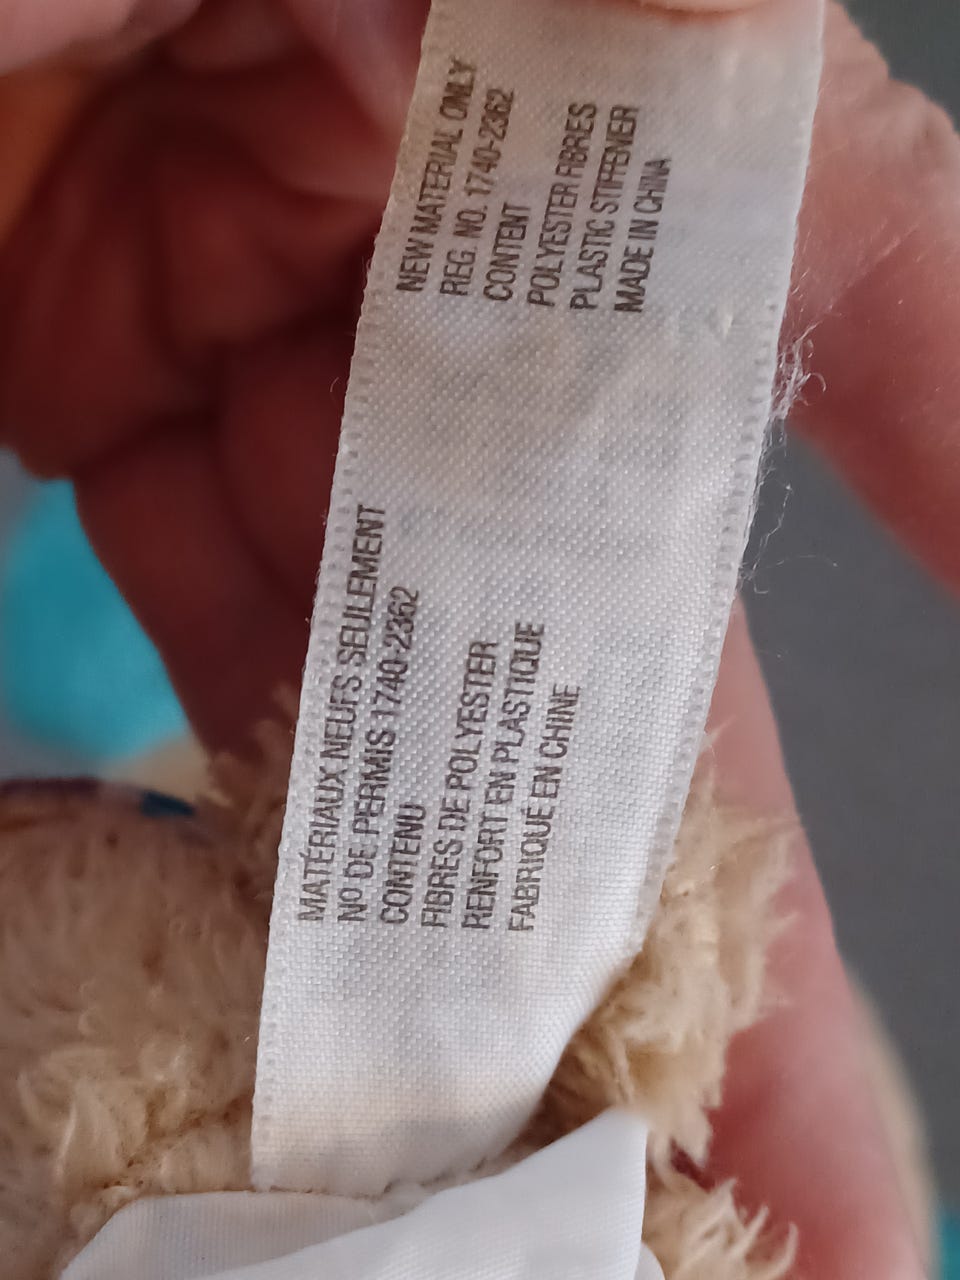 NEW MATERIAL ONLY
REG. NO. 1740-2362
CONTENT
POLYESTER FIBRES
PLASTIC STIFFENER
MADE IN CHINA
MATÉRIAUX NEUFS SEULEMENT
Nº DE PERMIS 1740-2362
CONTENU
FIBRES DE POLYESTER
RENFORT EN PLASTIQUE
FABRIQUÉ EN CHINE